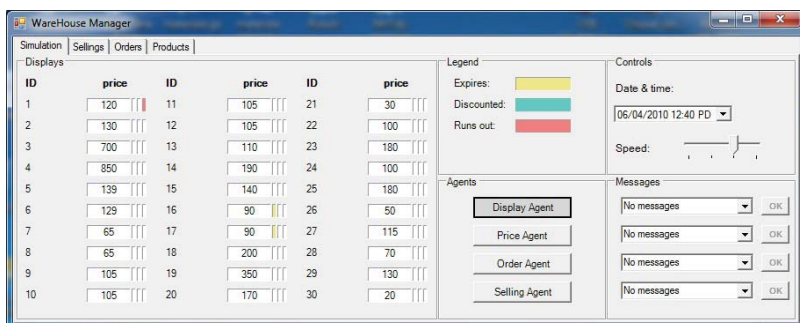 WareHouse Manager
Simulation Sellings Orders Products
Displays
ID price ID price ID price
1 120 11 105 21 30
2 130 12 105 22 100
3 700 13 110 23 180
4 850 14 190 24 100
5 139 15 140 25 180
6 129 16 90 26 50
7 65 17 90 27 115
8 65 18 200 28 70
9 105 19 350 29 130
10 105 20 170 30 20
Legend
Expires:
Discounted:
Runs out:
Controls
Date & time:
06/04/2010 12:40 PD
Speed:
Agents
Display Agent
Price Agent
Order Agent
Selling Agent
Messages
No messages OK
No messages OK
No messages OK
No messages OK